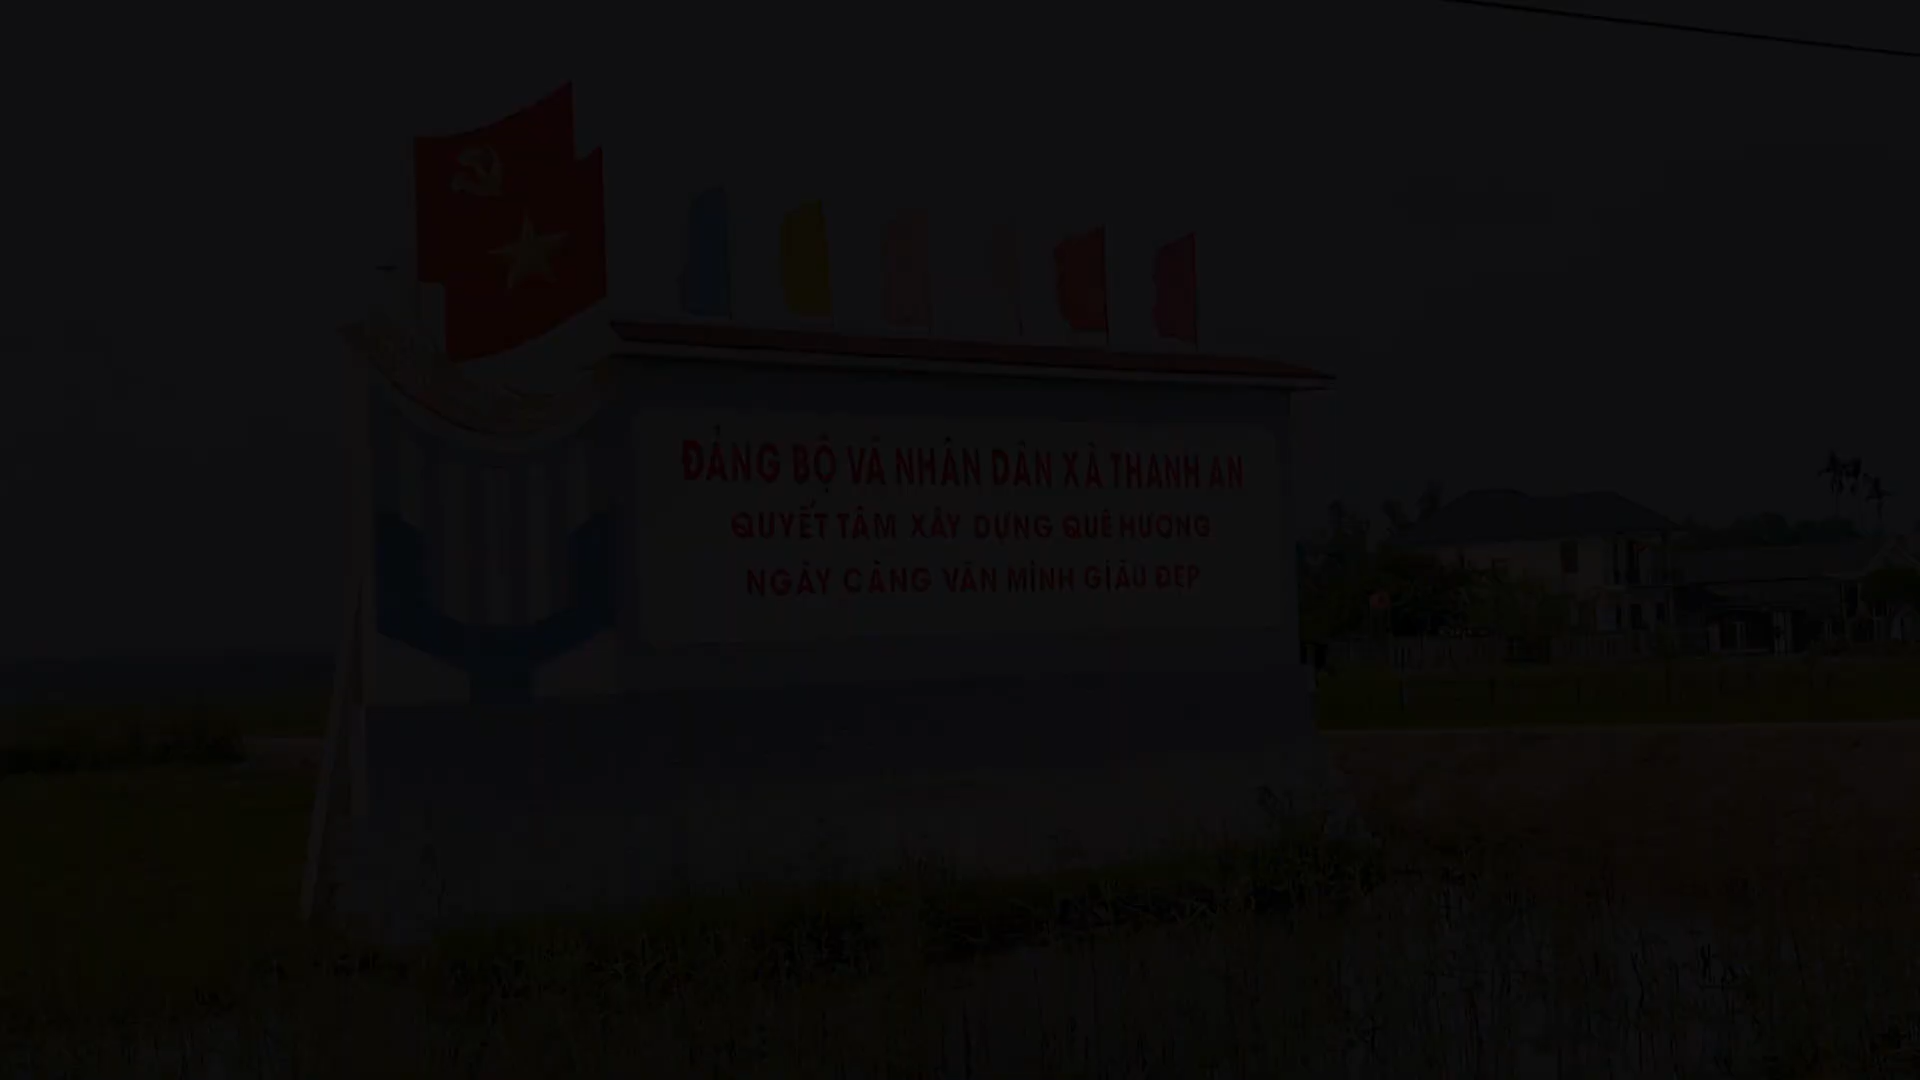 ĐẢNG BỘ VÀ NHÂN DÂN XÃ THANH AN
QUYẾT TÂM XÂY DỰNG QUÊ HƯƠNG
NGÀY CÀNG VĂN MINH GIÀU ĐẸP